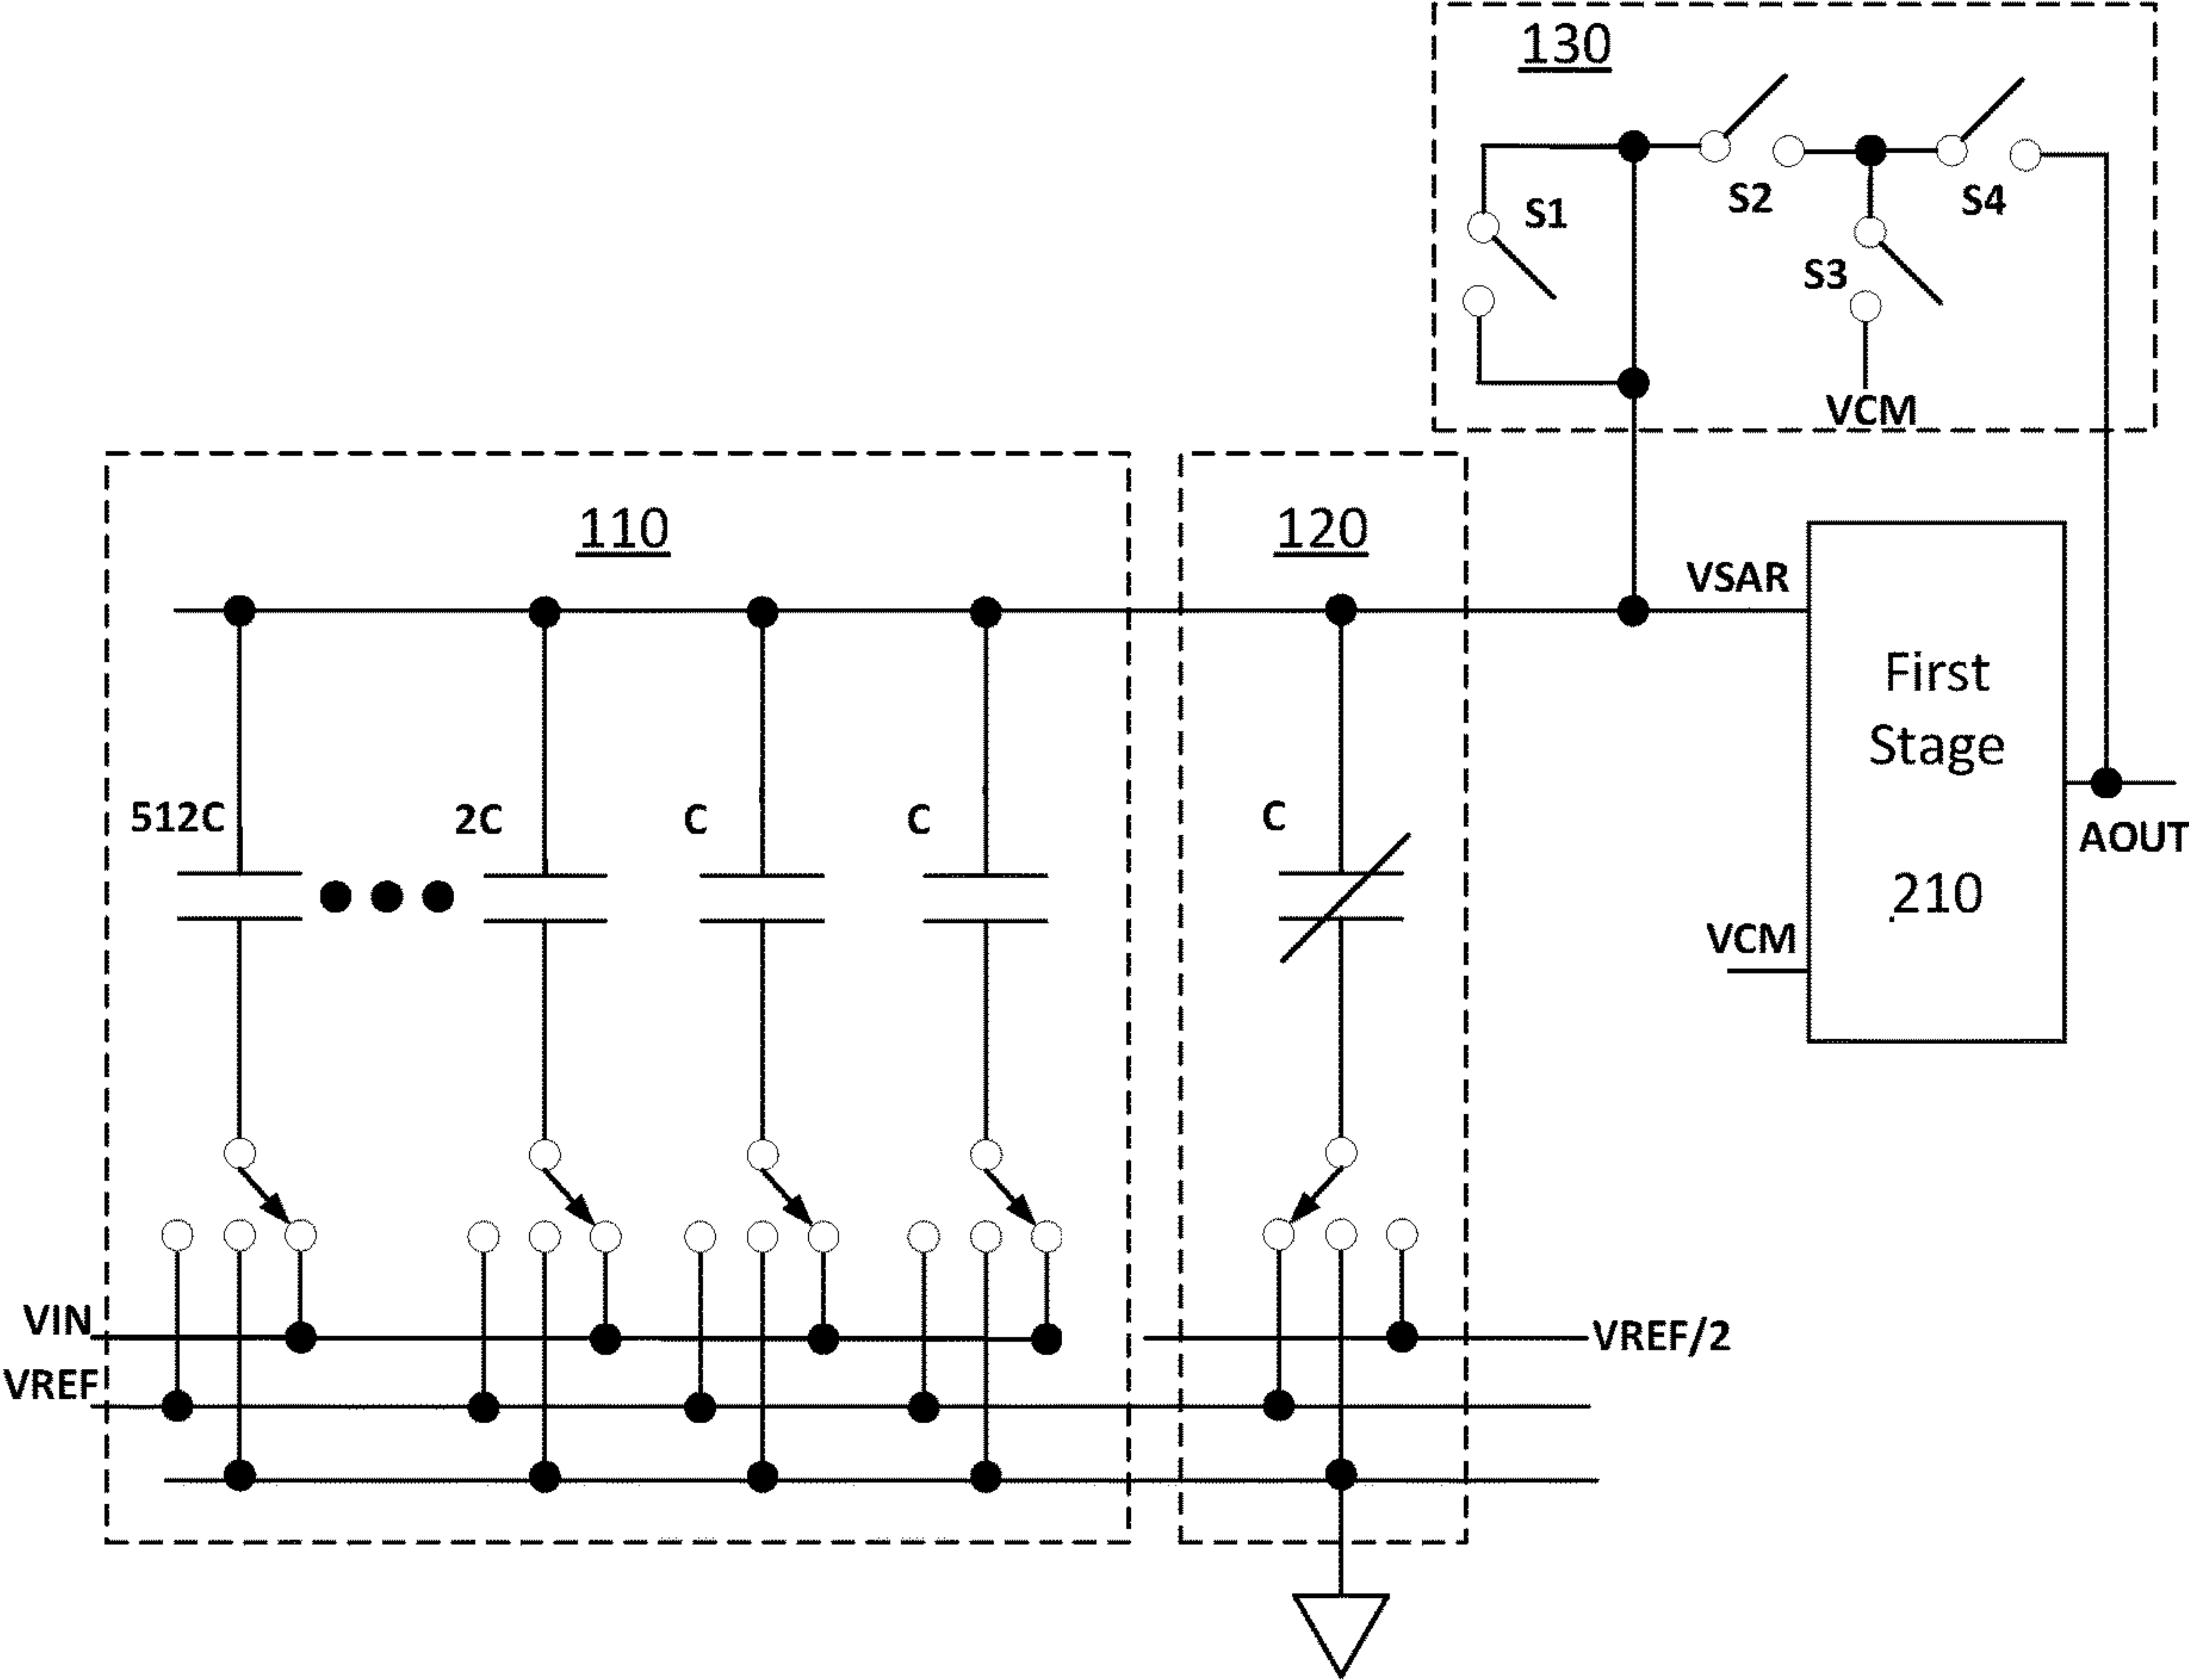 130
S1
S2
S4
S3
VCM
110
120
VSAR
First
Stage
210
512C
2C
C
C
C
AOUT
VCM
VIN
VREF/2
VREF